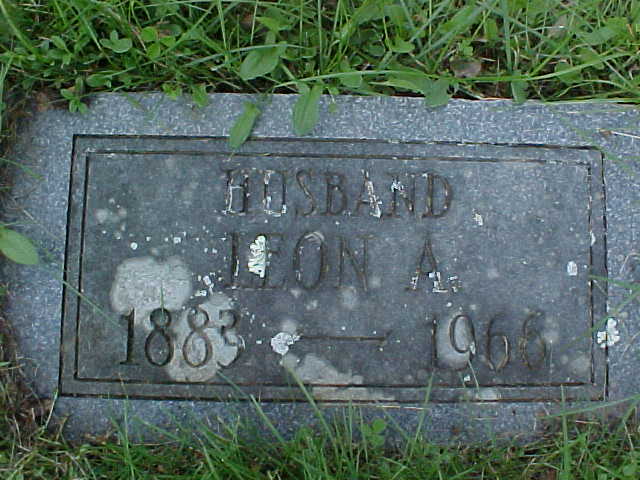 HUSBAND
LEON A.
1883 — 1966